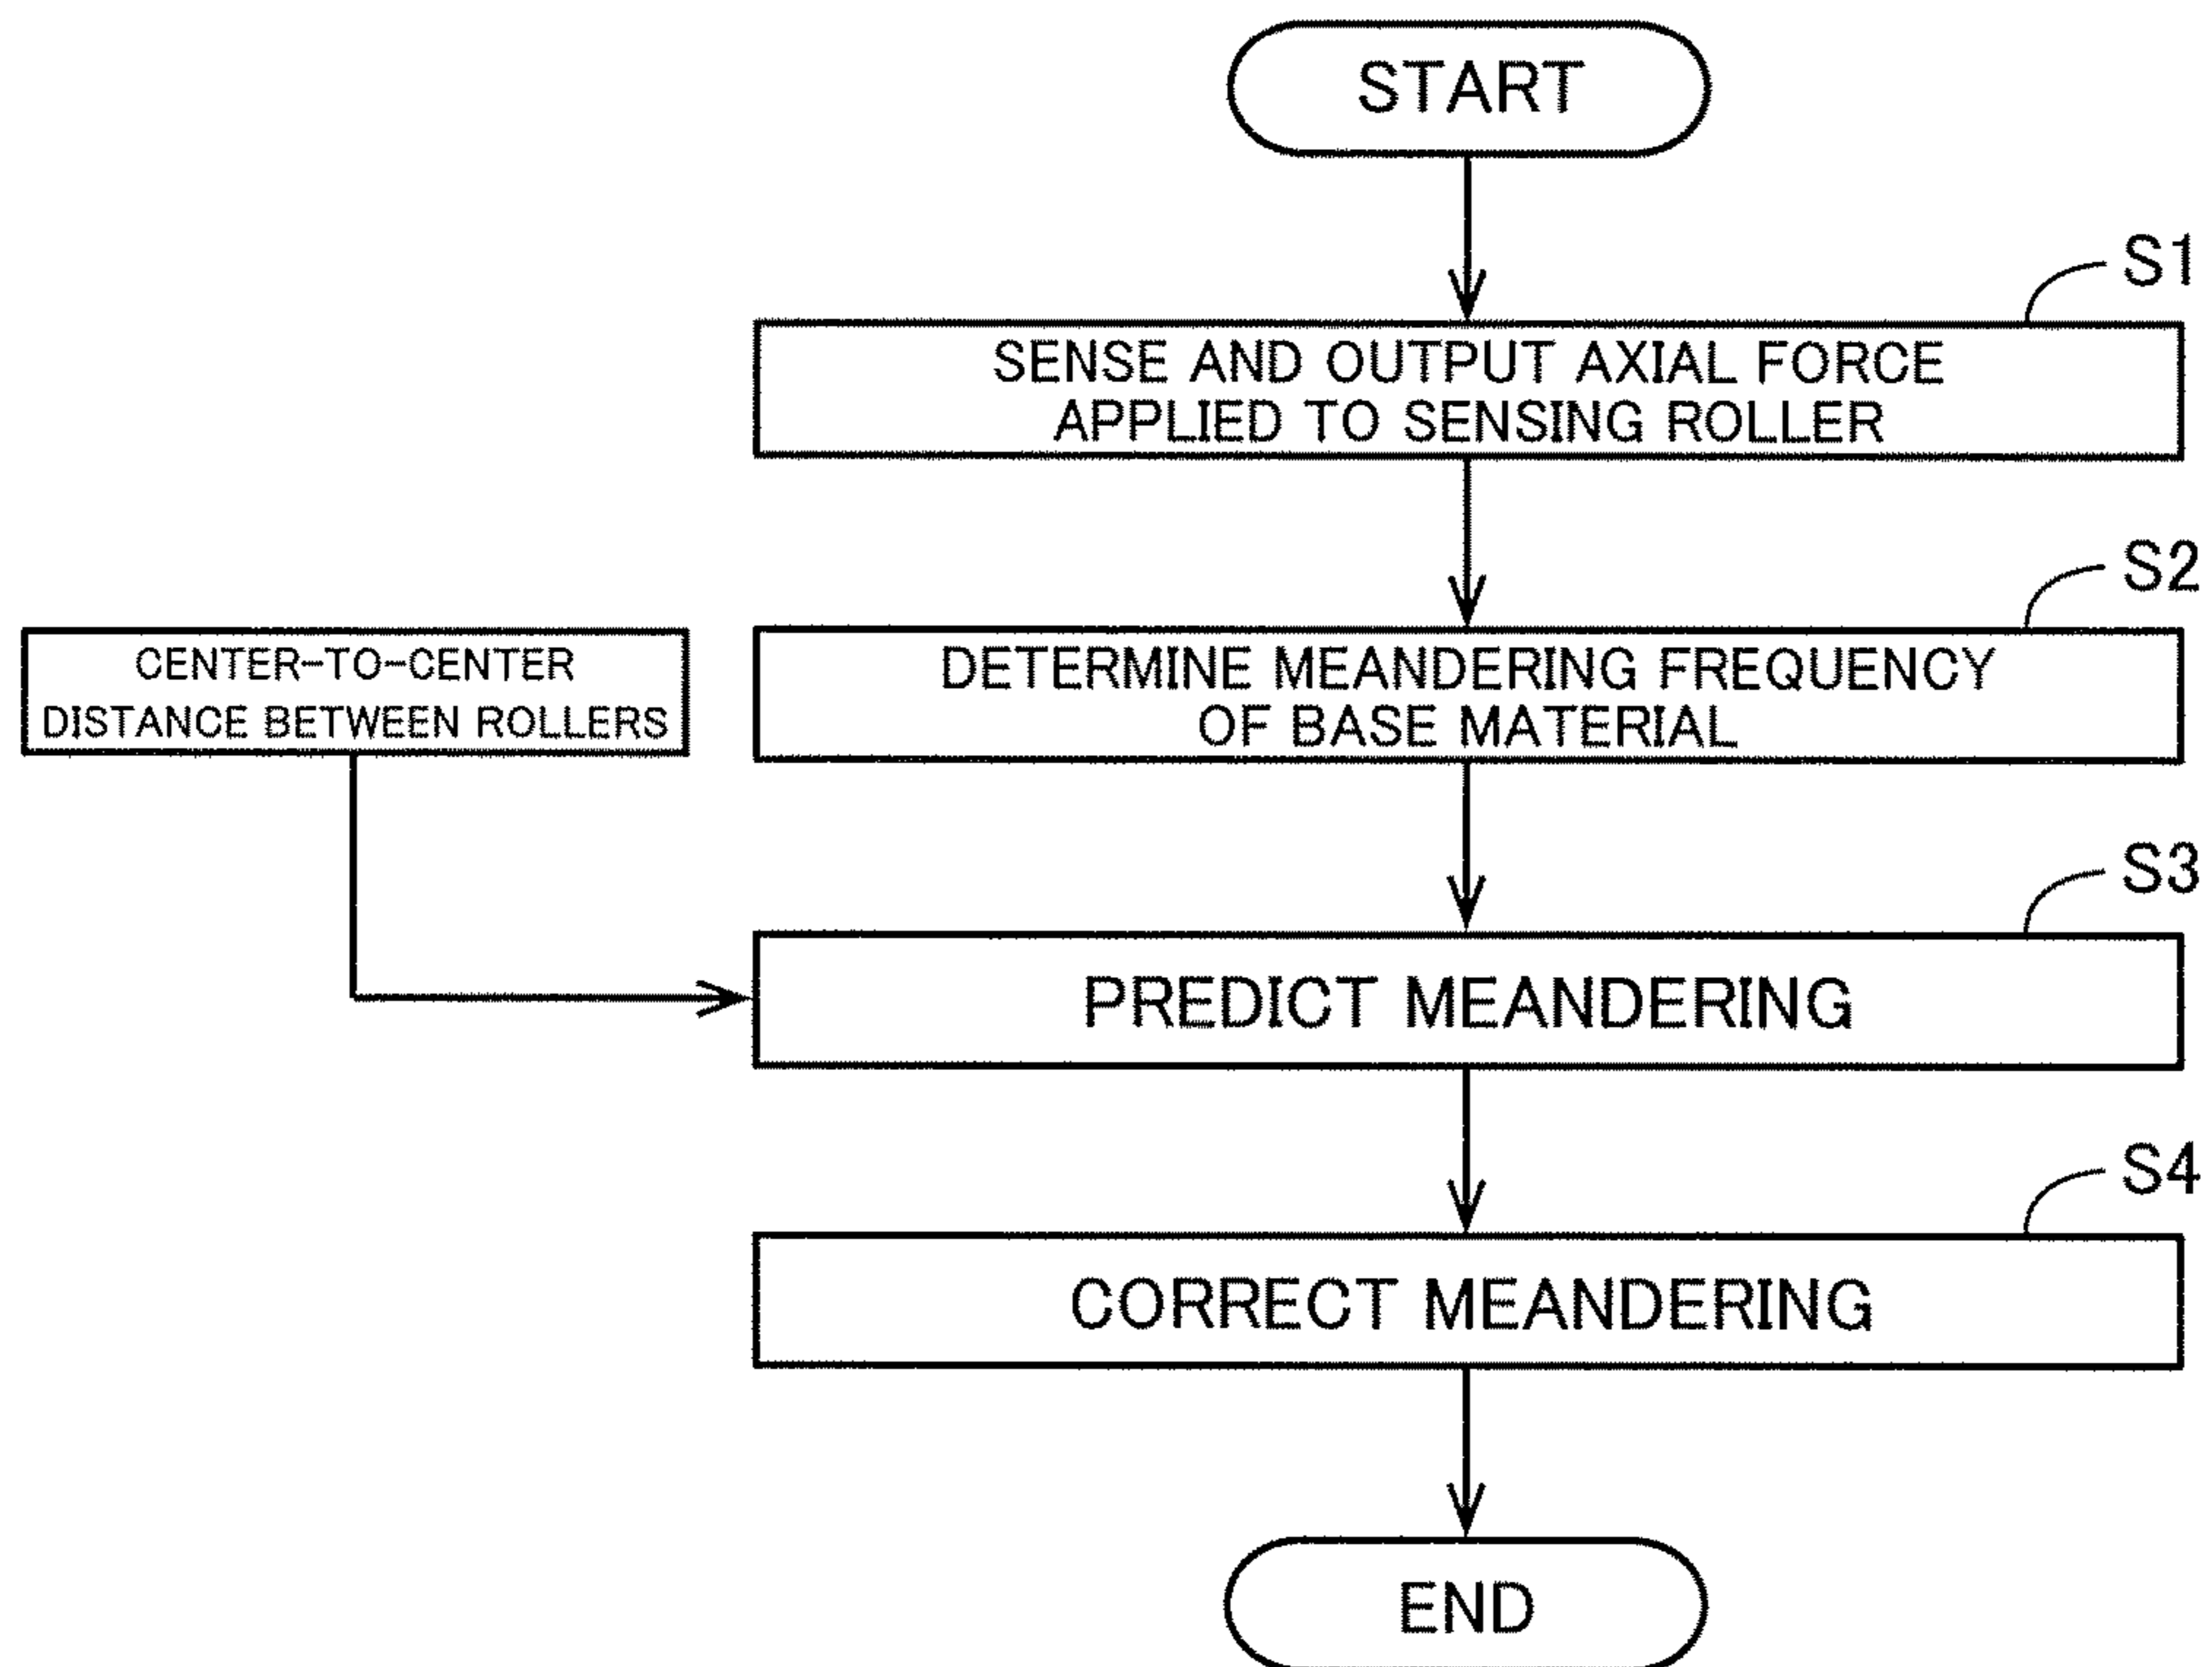 START
S1
SENSE AND OUTPUT AXIAL FORCE
APPLIED TO SENSING ROLLER
S2
CENTER-TO-CENTER
DISTANCE BETWEEN ROLLERS
DETERMINE MEANDERING FREQUENCY
OF BASE MATERIAL
S3
PREDICT MEANDERING
S4
CORRECT MEANDERING
END